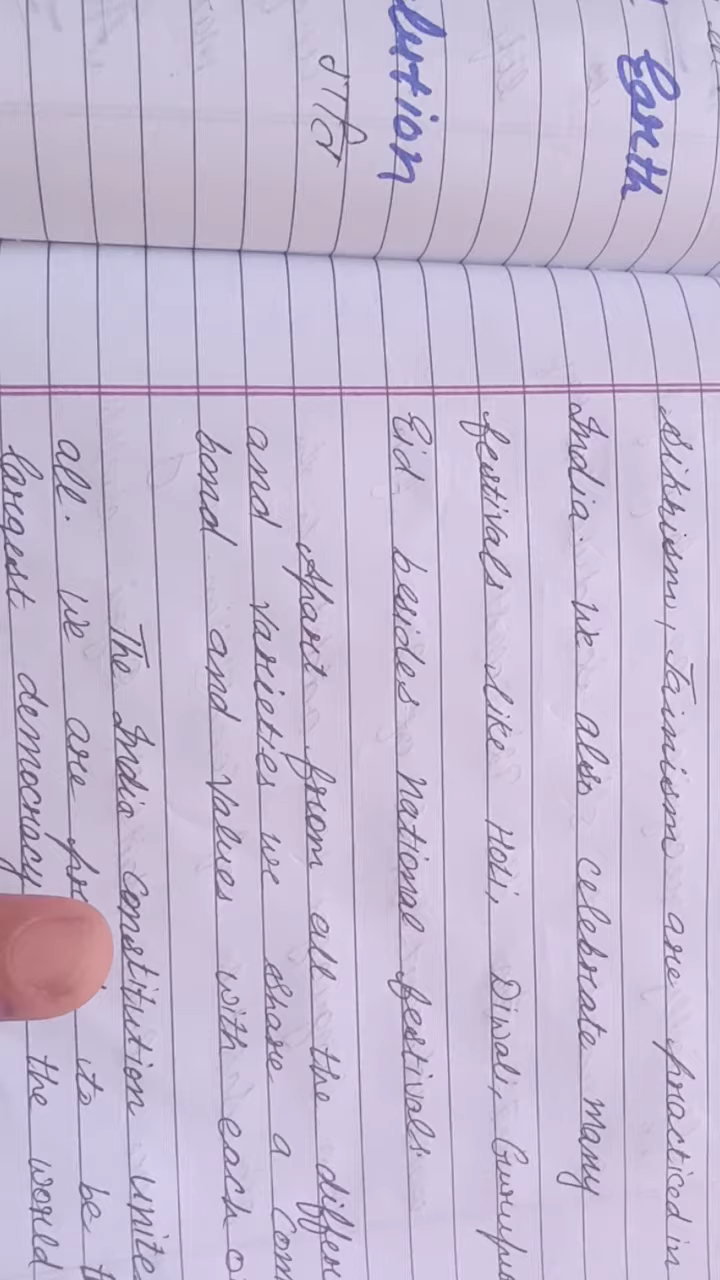 Earth
lution
Sikhism, Jainism are practiced in
India. We also celebrate many
festivals like Holi, Diwali, Gurupu
Eid besides national festivals.
Apart from all the differ
and varieties we share a Com
bond and values with each o
The India constitution unite
all. We are to be t
largest democracy the world